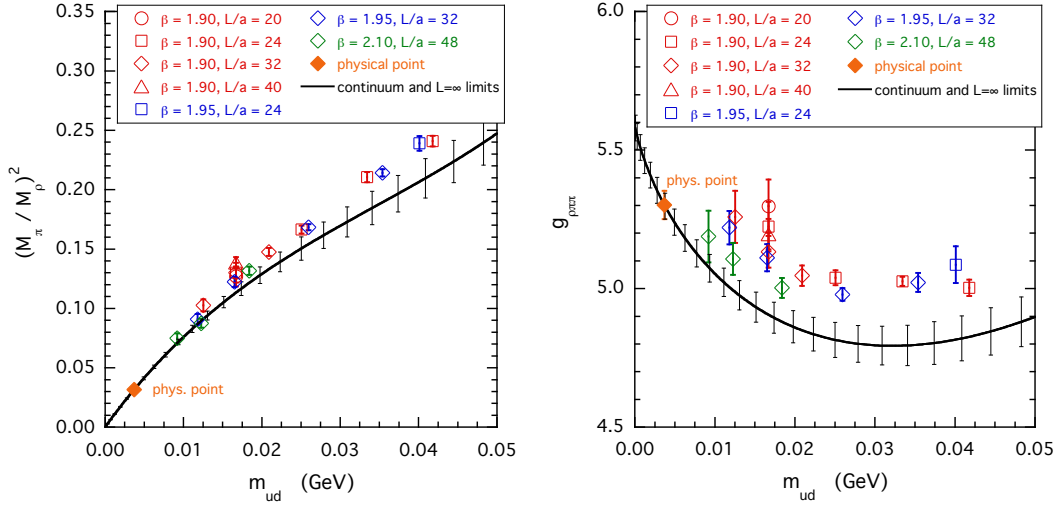 0.35
0.30
0.25
0.20
0.15
0.10
0.05
0.00
(M_π / M_ρ)^2
β = 1.90, L/a = 20
β = 1.90, L/a = 24
β = 1.90, L/a = 32
β = 1.90, L/a = 40
β = 1.95, L/a = 24
β = 1.95, L/a = 32
β = 2.10, L/a = 48
physical point
continuum and L=∞ limits
phys. point
0.00 0.01 0.02 0.03 0.04 0.05
m_ud (GeV)
6.0
5.5
5.0
4.5
g_ρππ
β = 1.90, L/a = 20
β = 1.90, L/a = 24
β = 1.90, L/a = 32
β = 1.90, L/a = 40
β = 1.95, L/a = 24
β = 1.95, L/a = 32
β = 2.10, L/a = 48
physical point
continuum and L=∞ limits
phys. point
0.00 0.01 0.02 0.03 0.04 0.05
m_ud (GeV)